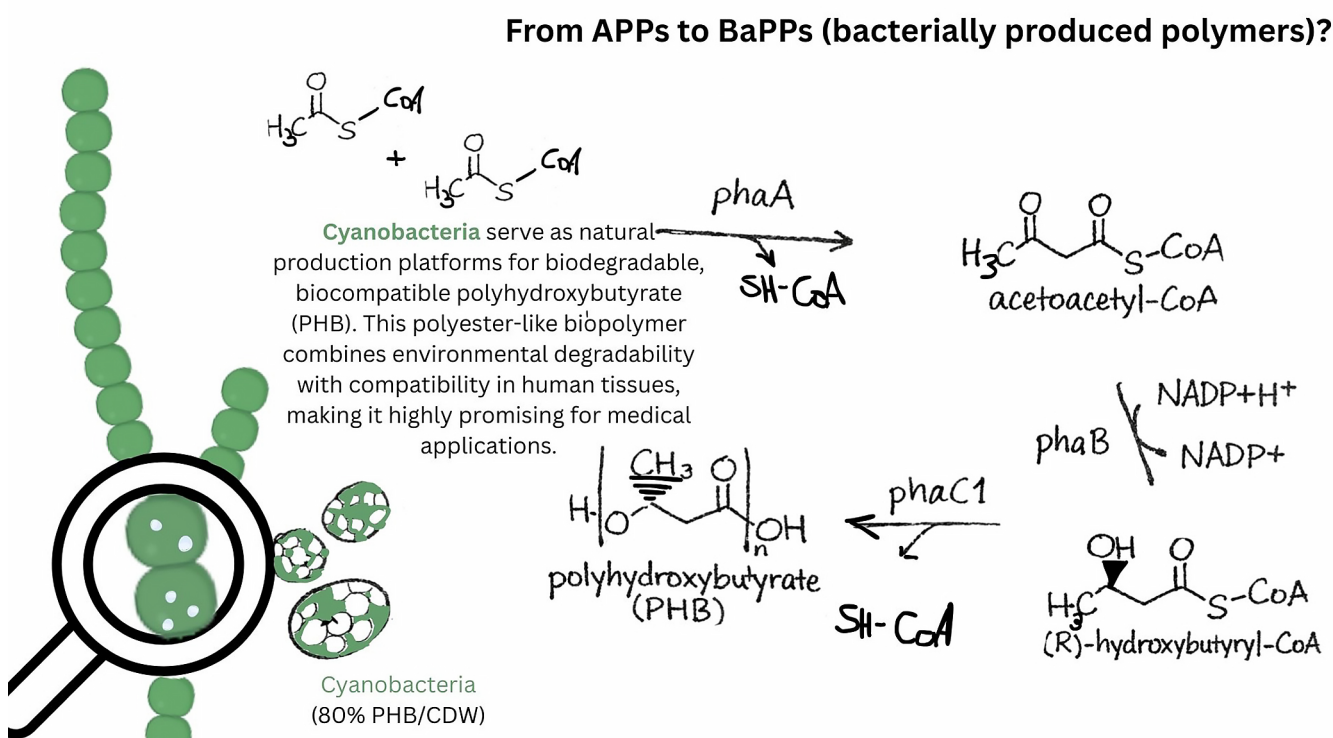 From APPs to BaPPs (bacterially produced polymers)?
O
H3C S CoA
+
O
H3C S CoA
Cyanobacteria serve as natural
production platforms for biodegradable,
biocompatible polyhydroxybutyrate
(PHB). This polyester-like biopolymer
combines environmental degradability
with compatibility in human tissues,
making it highly promising for medical
applications.
phaA
SH-CoA
O O
H3C S-CoA
acetoacetyl-CoA
NADP+H+
phaB
NADP+
OH O
H3C S-CoA
(R)-hydroxybutyryl-CoA
phaC1
SH-CoA
CH3 O
H O OH
n
polyhydroxybutyrate
(PHB)
Cyanobacteria
(80% PHB/CDW)